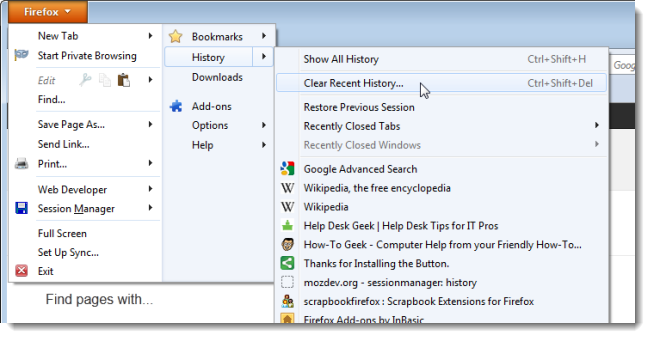 Firefox
New Tab
Start Private Browsing
Edit
Find...
Save Page As...
Send Link...
Print...
Web Developer
Session Manager
Full Screen
Set Up Sync...
Exit
Bookmarks
History
Downloads
Add-ons
Options
Help
Show All History Ctrl+Shift+H
Clear Recent History... Ctrl+Shift+Del
Restore Previous Session
Recently Closed Tabs
Recently Closed Windows
Google Advanced Search
W Wikipedia, the free encyclopedia
W Wikipedia
Help Desk Geek | Help Desk Tips for IT Pros
How-To Geek - Computer Help from your Friendly How-To...
Thanks for Installing the Button.
mozdev.org - sessionmanager: history
scrapbookfirefox : Scrapbook Extensions for Firefox
Firefox Add-ons by InBasic
Goog
Find pages with...